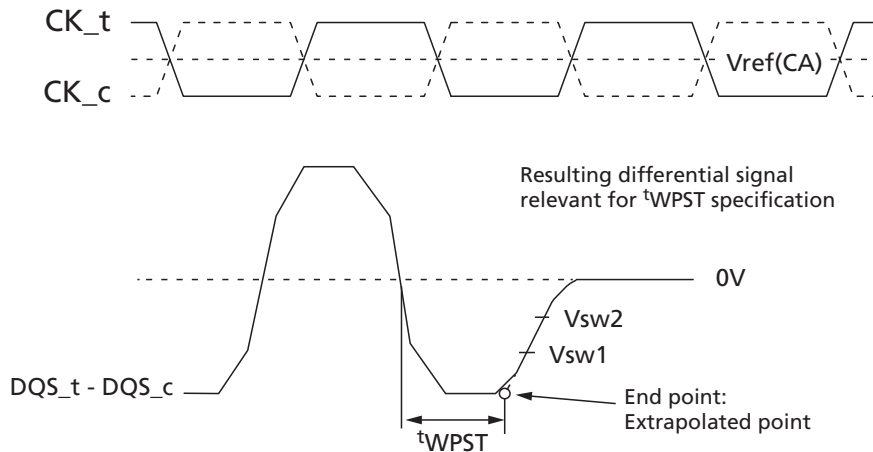 CK_t
Vref(CA)
CK_c
Resulting differential signal
relevant for tWPST specification
0V
Vsw2
Vsw1
DQS_t - DQS_c
End point:
Extrapolated point
tWPST